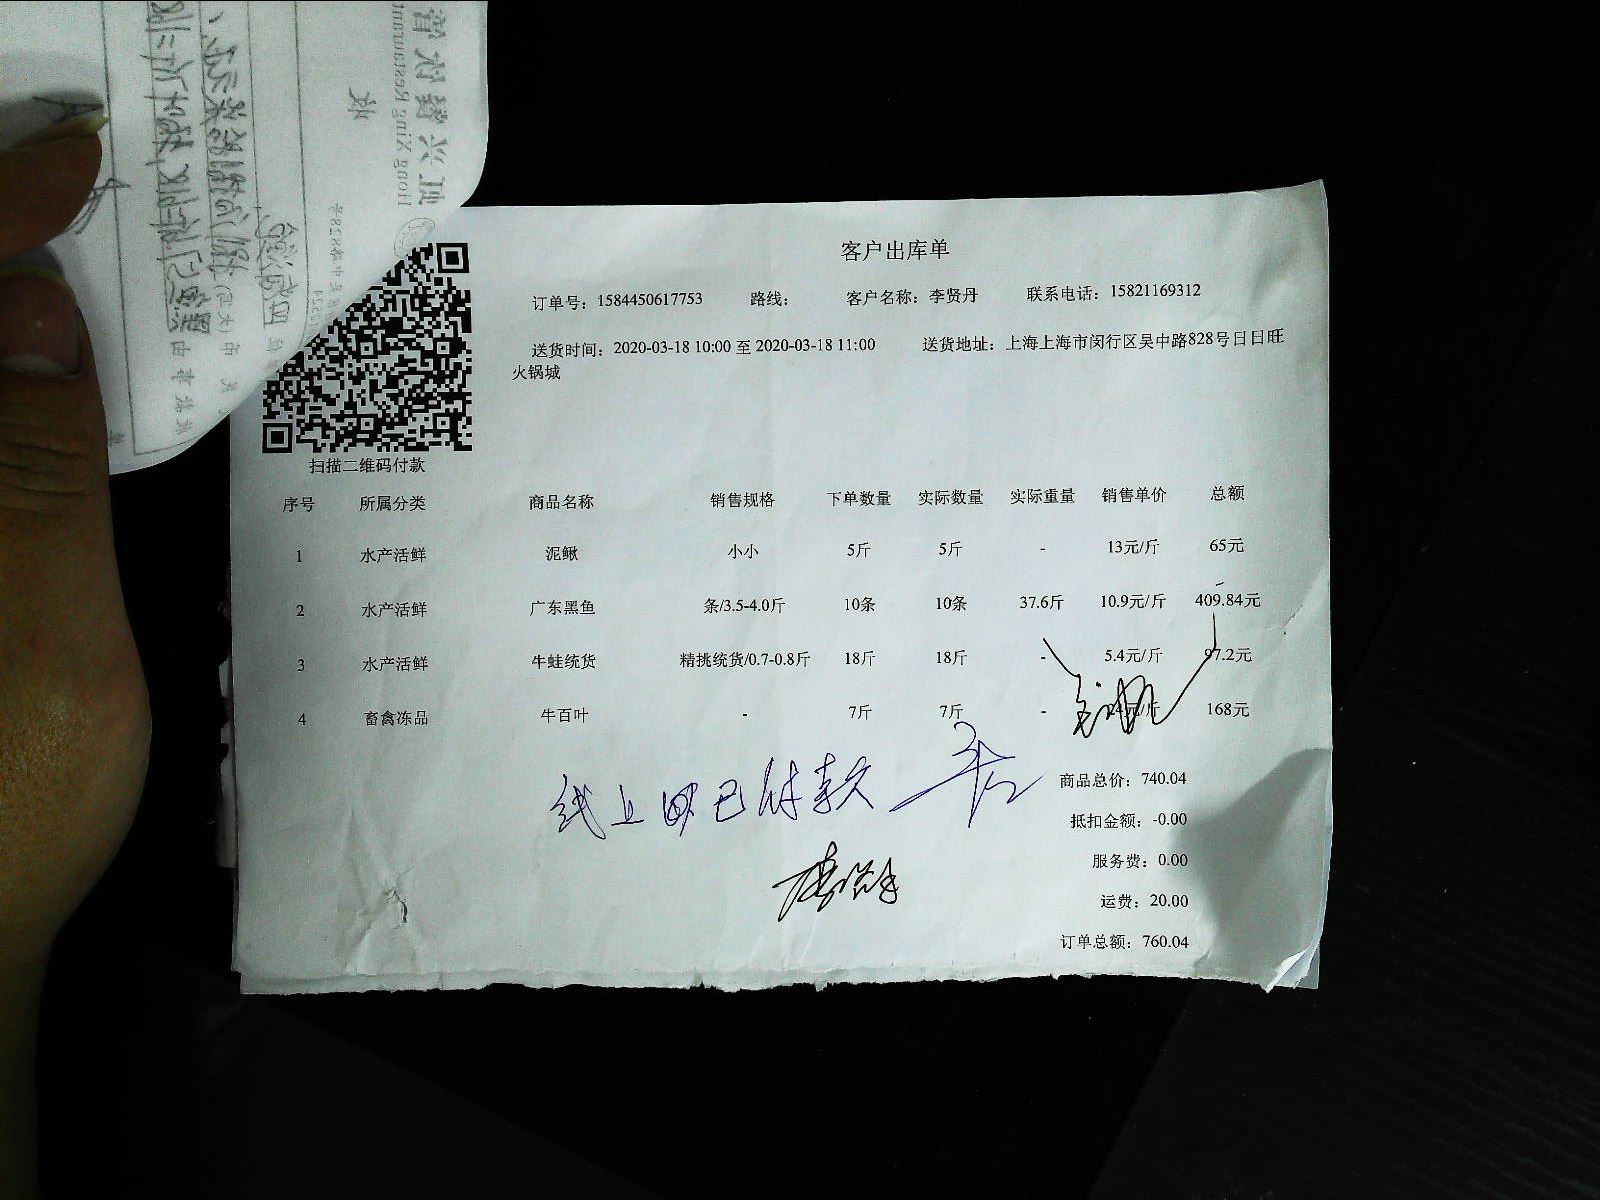 客户出库单
订单号：1584450617753 路线： 客户名称：李贤丹 联系电话：15821169312
送货时间：2020-03-18 10:00 至 2020-03-18 11:00 送货地址：上海上海市闵行区吴中路828号日日旺
火锅城
扫描二维码付款
序号 所属分类 商品名称 销售规格 下单数量 实际数量 实际重量 销售单价 总额
1 水产活鲜 泥鳅 小小 5斤 5斤 - 13元/斤 65元
2 水产活鲜 广东黑鱼 条/3.5-4.0斤 10条 10条 37.6斤 10.9元/斤 409.84元
3 水产活鲜 牛蛙统货 精挑统货/0.7-0.8斤 18斤 18斤 - 5.4元/斤 97.2元
4 畜禽冻品 牛百叶 - 7斤 7斤 - 24元/斤 168元
线上 已付款
商品总价：740.04
抵扣金额：-0.00
服务费：0.00
运费：20.00
订单总额：760.04